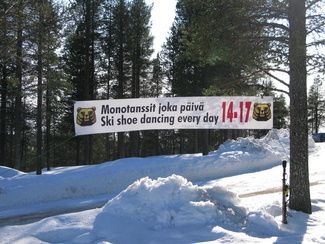 Monotanssit joka päivä
Ski shoe dancing every day 14-17